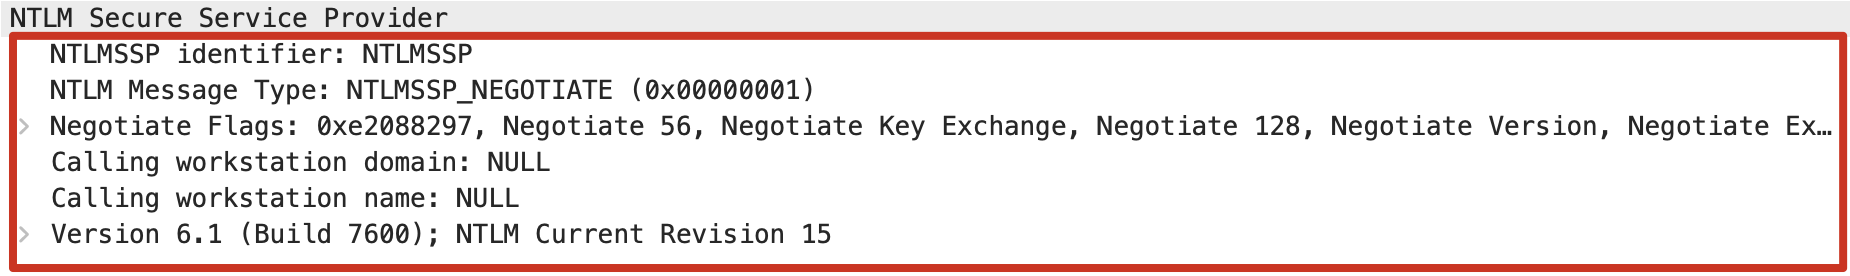 NTLM Secure Service Provider
NTLMSSP identifier: NTLMSSP
NTLM Message Type: NTLMSSP_NEGOTIATE (0x00000001)
Negotiate Flags: 0xe2088297, Negotiate 56, Negotiate Key Exchange, Negotiate 128, Negotiate Version, Negotiate Ex…
Calling workstation domain: NULL
Calling workstation name: NULL
Version 6.1 (Build 7600); NTLM Current Revision 15